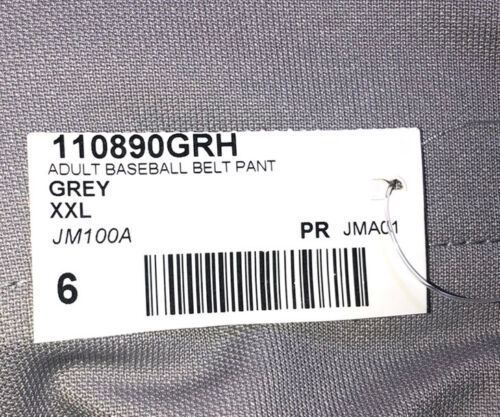 110890GRH
ADULT BASEBALL BELT PANT
GREY
XXL
JM100A PR JMA01
6